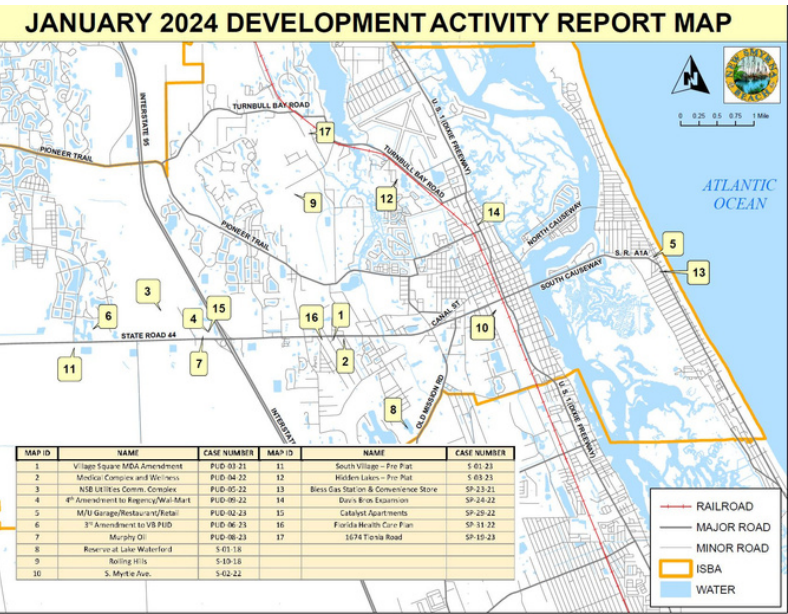 JANUARY 2024 DEVELOPMENT ACTIVITY REPORT MAP
NEW SMYRNA
BEACH
N
0 0.25 0.5 0.75 1 Mile
INTERSTATE 95
TURNBULL BAY ROAD
U. S. 1 (DIXIE FREEWAY)
17
PIONEER TRAIL
TURNBULL BAY ROAD
12
9
14
ATLANTIC
OCEAN
NORTH CAUSEWAY
PIONEER TRAIL
5
S. R. A1A
13
SOUTH CAUSEWAY
3
6
4
15
16
1
CANAL ST
10
STATE ROAD 44
11
7
2
8
OLD MISSION RD
INTERSTATE
U. S. 1 (DIXIE FREEWAY)
MAP ID NAME CASE NUMBER MAP ID NAME CASE NUMBER
1 Village Square MDA Amendment PUD-03-21 11 South Village – Pre Plat S-01-23
2 Medical Complex and Wellness PUD-04-22 12 Hidden Lakes – Pre Plat S-03-23
3 NSB Utilities Comm. Complex PUD-05-22 13 Bless Gas Station & Convenience Store SP-23-21
4 4th Amendment to Regency/Wal-Mart PUD-09-22 14 Davis Bros Expansion SP-24-22
5 M/U Garage/Restaurant/Retail PUD-02-23 15 Catalyst Apartments SP-29-22
6 3rd Amendment to VB PUD PUD-06-23 16 Florida Health Care Plan SP-31-22
7 Murphy Oil PUD-08-23 17 1674 Tionia Road SP-19-23
8 Reserve at Lake Waterford S-01-18
9 Rolling Hills S-10-18
10 S. Myrtle Ave. S-02-22
RAILROAD
MAJOR ROAD
MINOR ROAD
ISBA
WATER